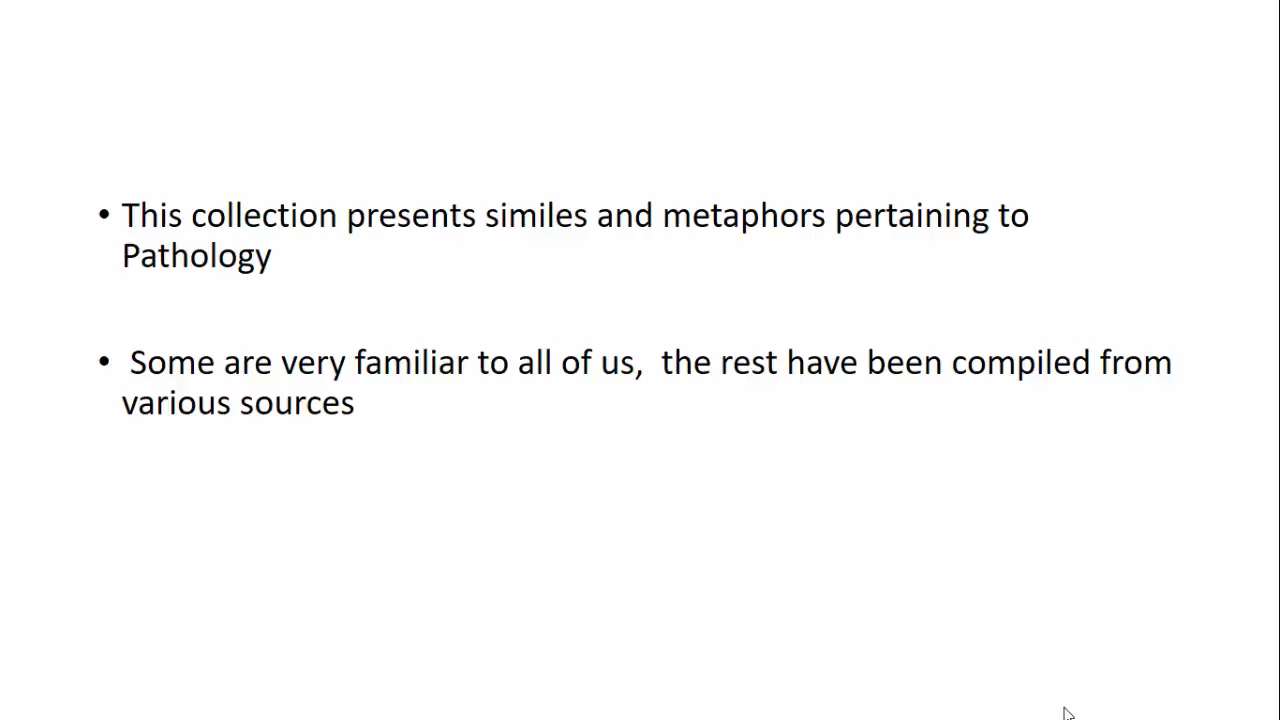 • This collection presents similes and metaphors pertaining to
Pathology
• Some are very familiar to all of us,  the rest have been compiled from
various sources